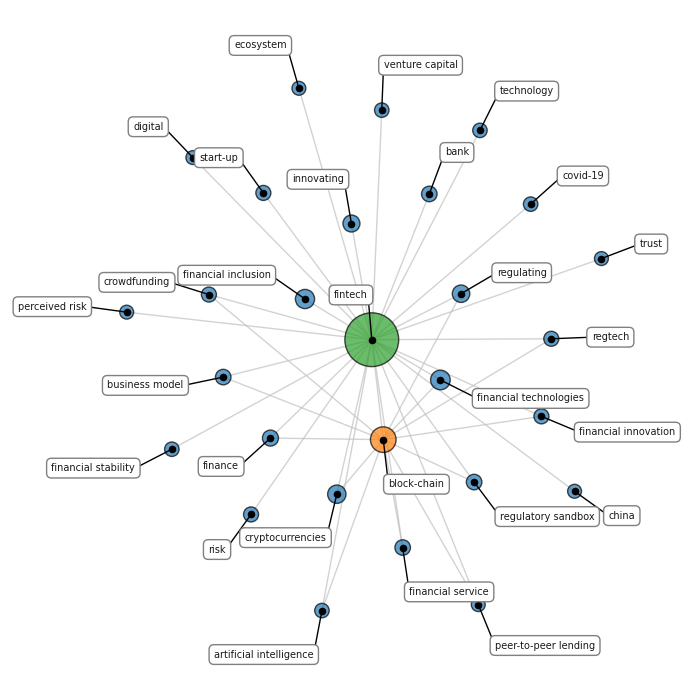 ecosystem
venture capital
technology
digital
start-up
bank
innovating
covid-19
trust
financial inclusion
regulating
crowdfunding
fintech
perceived risk
regtech
business model
financial technologies
financial innovation
finance
financial stability
block-chain
regulatory sandbox
china
cryptocurrencies
risk
financial service
peer-to-peer lending
artificial intelligence